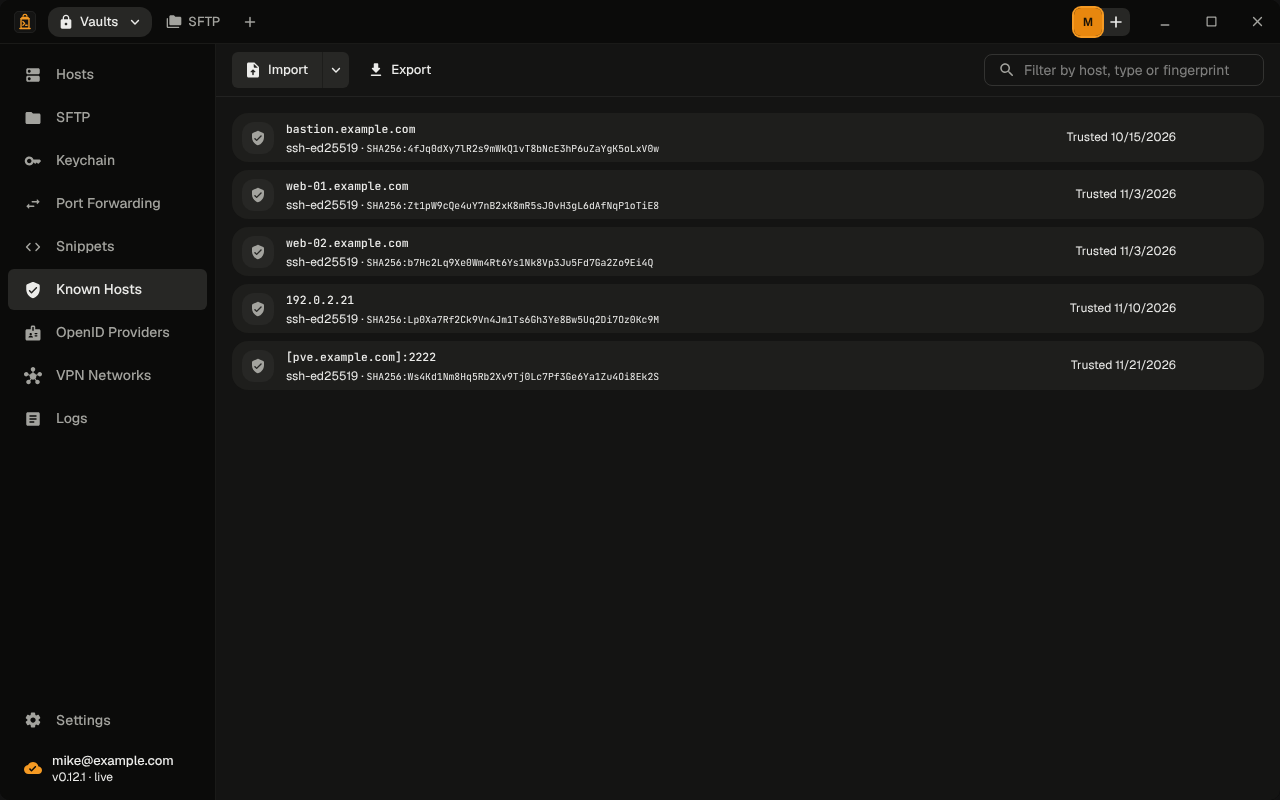 Vaults
SFTP
M
Hosts
SFTP
Keychain
Port Forwarding
Snippets
Known Hosts
OpenID Providers
VPN Networks
Logs
Settings
mike@example.com
v0.12.1 · live
Import
Export
Filter by host, type or fingerprint
bastion.example.com
ssh-ed25519 · SHA256:4fJq0dXy7lR2s9mWkQ1vT8bNcE3hP6uZaYgK5oLxV0w
Trusted 10/15/2026
web-01.example.com
ssh-ed25519 · SHA256:Zt1pW9cQe4uY7nB2xK8mR5sJ0vH3gL6dAfNqP1oTiE8
Trusted 11/3/2026
web-02.example.com
ssh-ed25519 · SHA256:b7Hc2Lq9Xe0Wm4Rt6Ys1Nk8Vp3Ju5Fd7Ga2Zo9Ei4Q
Trusted 11/3/2026
192.0.2.21
ssh-ed25519 · SHA256:Lp0Xa7Rf2Ck9Vn4Jm1Ts6Gh3Ye8Bw5Uq2Di7Oz0Kc9M
Trusted 11/10/2026
[pve.example.com]:2222
ssh-ed25519 · SHA256:Ws4Kd1Nm8Hq5Rb2Xv9Tj0Lc7Pf3Ge6Ya1Zu4Oi8Ek2S
Trusted 11/21/2026